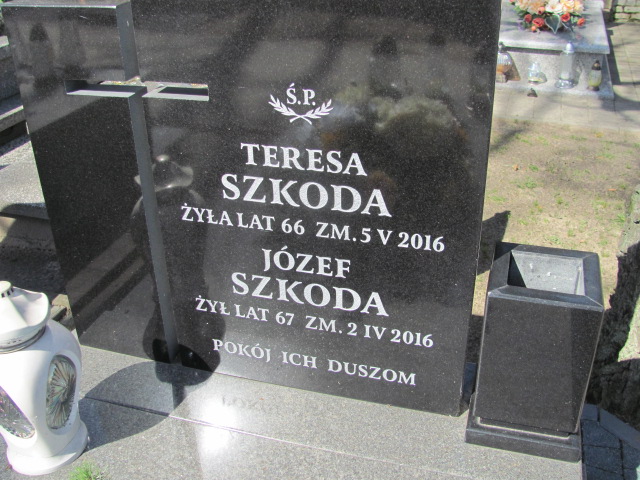 Ś.P.
TERESA
SZKODA
ŻYŁA LAT 66 ZM. 5 V 2016
JÓZEF
SZKODA
ŻYŁ LAT 67 ZM. 2 IV 2016
POKÓJ ICH DUSZOM